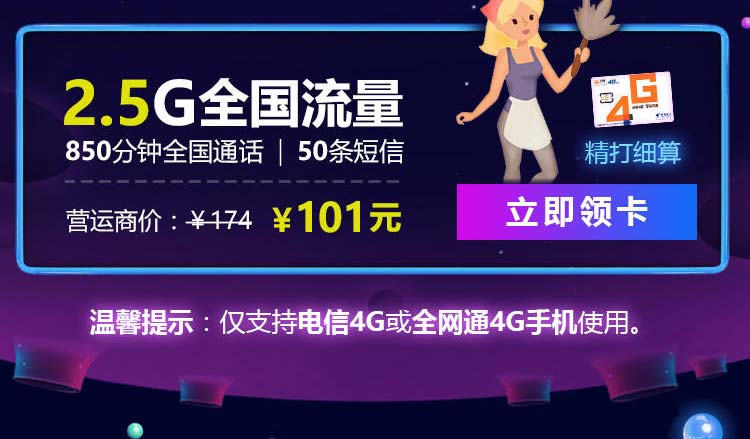 2.5G全国流量
850分钟全国通话 | 50条短信
4G
精打细算
营运商价：￥174 ￥101元
立即领卡
温馨提示：仅支持电信4G或全网通4G手机使用。